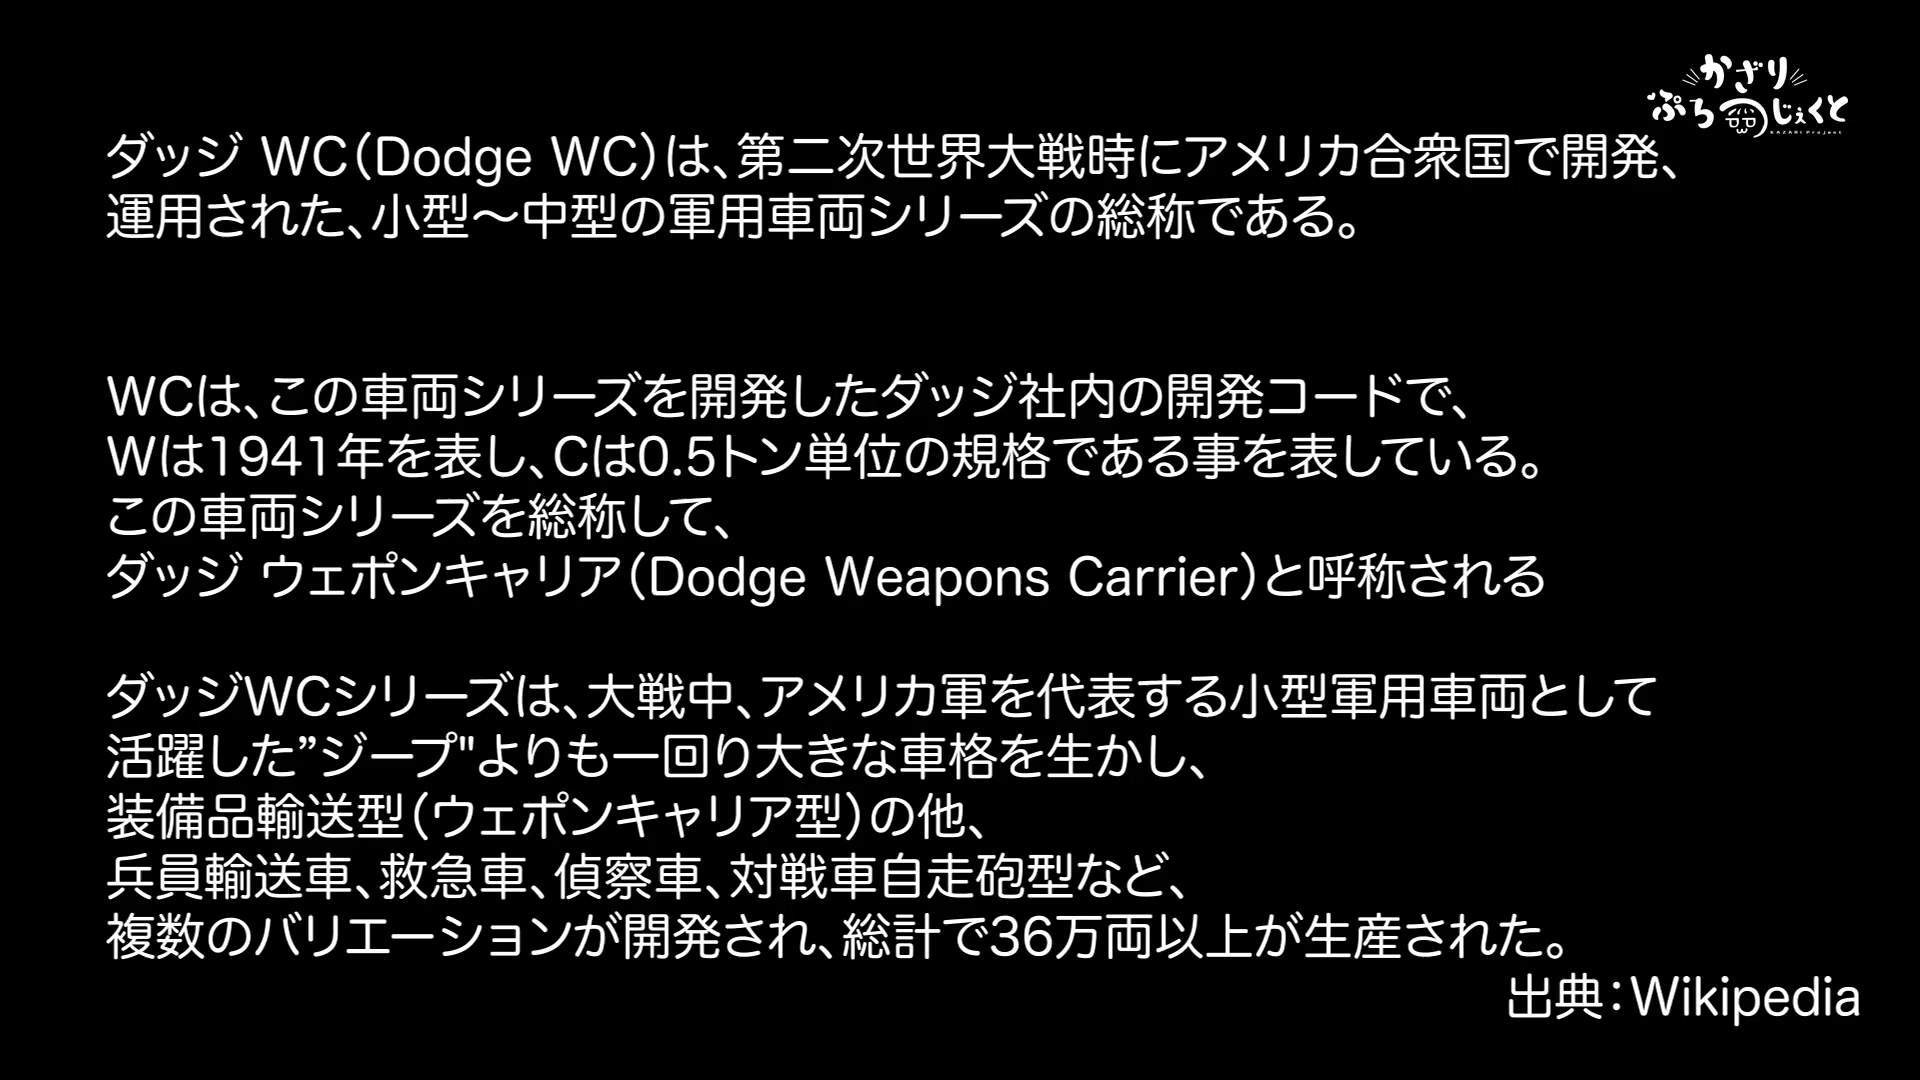 かざり
ぷろじぇくと
KAZARI Project
ダッジ WC（Dodge WC）は、第二次世界大戦時にアメリカ合衆国で開発、
運用された、小型～中型の軍用車両シリーズの総称である。
WCは、この車両シリーズを開発したダッジ社内の開発コードで、
Wは1941年を表し、Cは0.5トン単位の規格である事を表している。
この車両シリーズを総称して、
ダッジ ウェポンキャリア（Dodge Weapons Carrier）と呼称される
ダッジWCシリーズは、大戦中、アメリカ軍を代表する小型軍用車両として
活躍した”ジープ"よりも一回り大きな車格を生かし、
装備品輸送型（ウェポンキャリア型）の他、
兵員輸送車、救急車、偵察車、対戦車自走砲型など、
複数のバリエーションが開発され、総計で36万両以上が生産された。
出典：Wikipedia